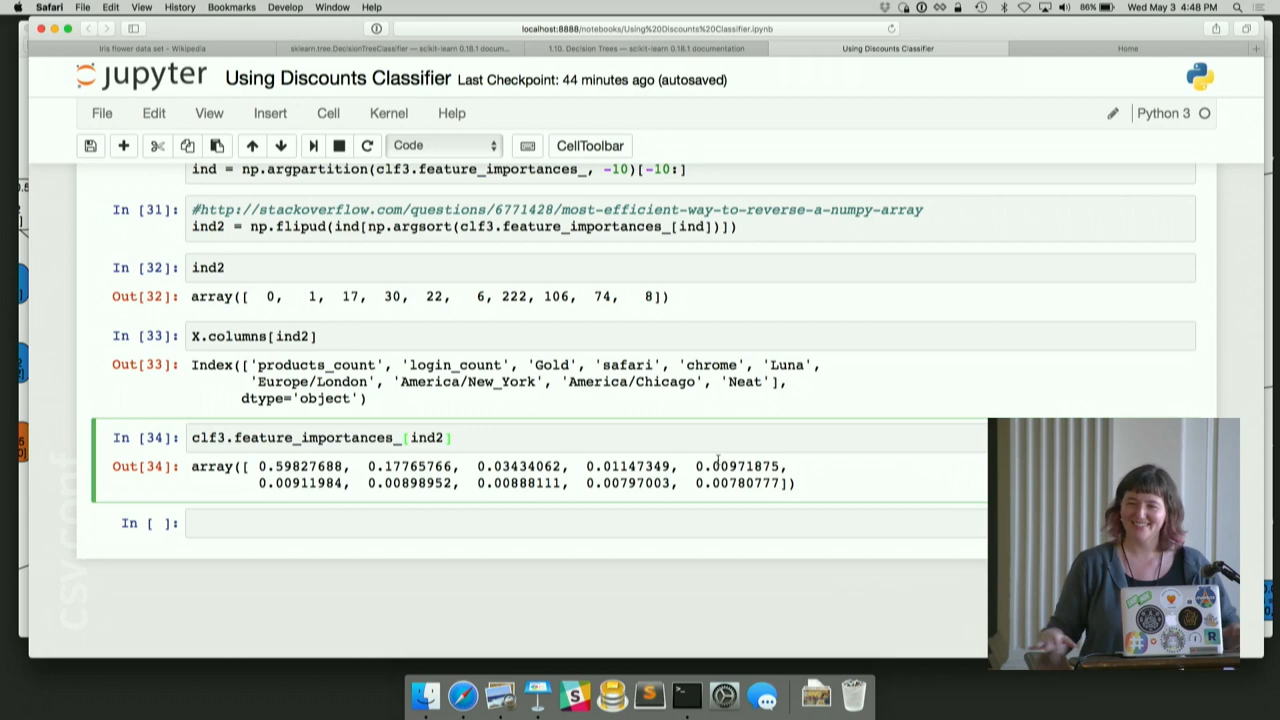 Safari File Edit View History Bookmarks Develop Window Help 86% Wed May 3 4:48 PM
localhost:8888/notebooks/Using%20Discounts%20Classifier.ipynb
Iris flower data set - Wikipedia sklearn.tree.DecisionTreeClassifier — scikit-learn 0.18.1 docum... 1.10. Decision Trees — scikit-learn 0.18.1 documentation Using Discounts Classifier Home
jupyter Using Discounts Classifier Last Checkpoint: 44 minutes ago (autosaved)
File Edit View Insert Cell Kernel Help Python 3
Code CellToolbar
ind = np.argpartition(clf3.feature_importances_, -10)[-10:]
In [31]: #http://stackoverflow.com/questions/6771428/most-efficient-way-to-reverse-a-numpy-array
ind2 = np.flipud(ind[np.argsort(clf3.feature_importances_[ind])])
In [32]: ind2
Out[32]: array([ 0, 1, 17, 30, 22, 6, 222, 106, 74, 8])
In [33]: X.columns[ind2]
Out[33]: Index(['products_count', 'login_count', 'Gold', 'safari', 'chrome', 'Luna',
'Europe/London', 'America/New_York', 'America/Chicago', 'Neat'],
dtype='object')
In [34]: clf3.feature_importances_[ind2]
Out[34]: array([ 0.59827688, 0.17765766, 0.03434062, 0.01147349, 0.00971875,
0.00911984, 0.00898952, 0.00888111, 0.00797003, 0.00780777])
In [ ]:
csv,conf